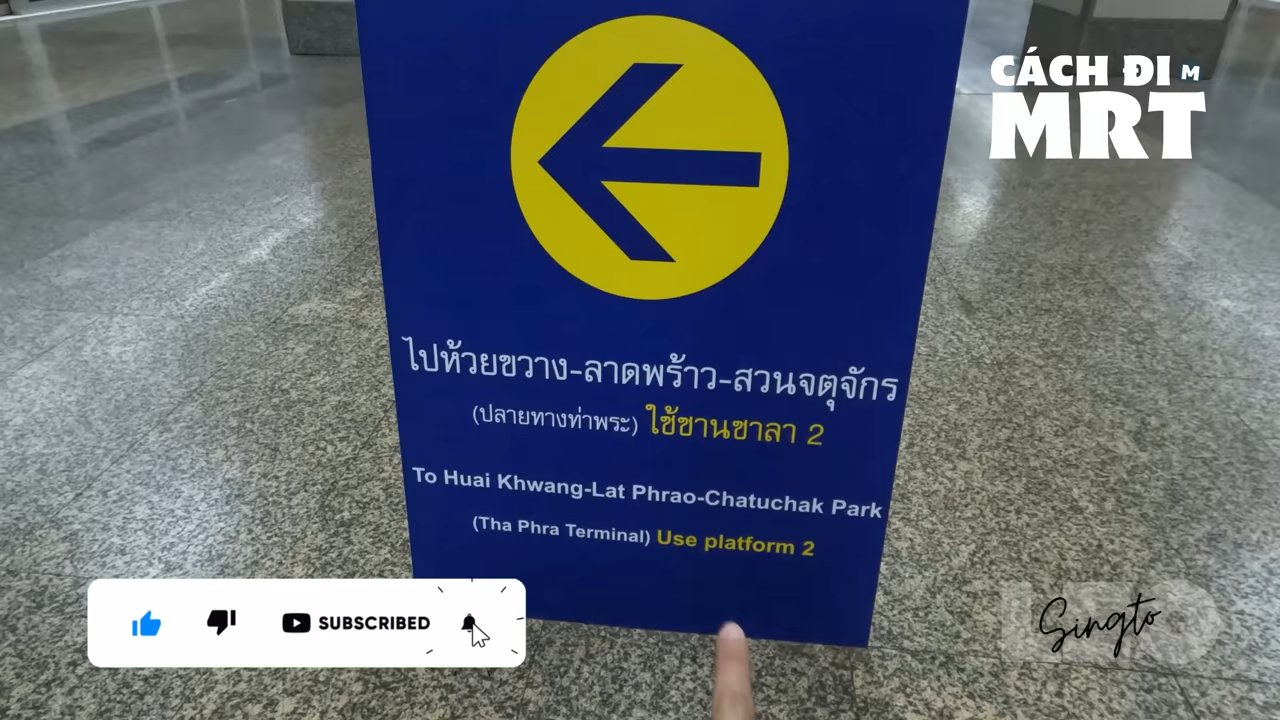 CÁCH ĐI M
MRT
ไปห้วยขวาง-ลาดพร้าว-สวนจตุจักร
(ปลายทางท่าพระ) ใช้ชานชาลา 2
To Huai Khwang-Lat Phrao-Chatuchak Park
(Tha Phra Terminal) Use platform 2
SUBSCRIBED
Singto